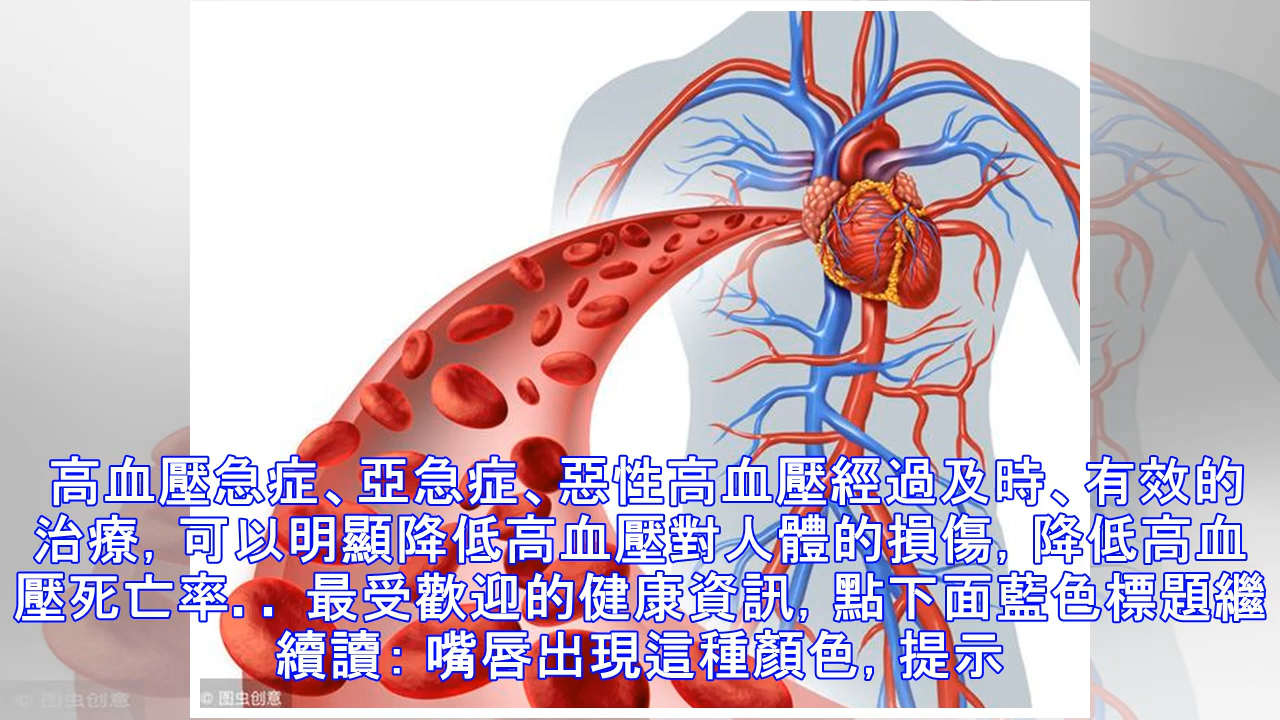 高血壓急症、亞急症、惡性高血壓經過及時、有效的
治療, 可以明顯降低高血壓對人體的損傷, 降低高血
壓死亡率.. 最受歡迎的健康資訊, 點下面藍色標題繼
續讀: 嘴唇出現這種顏色, 提示
© 图虫创意
© 图虫创意